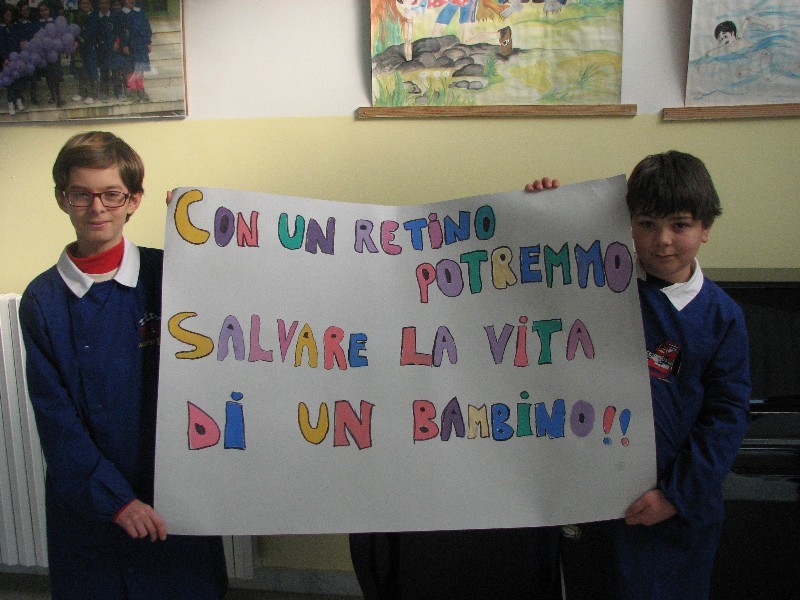 CON UN RETINO
POTREMMO
SALVARE LA VITA
Di UN BAMBiNO!!